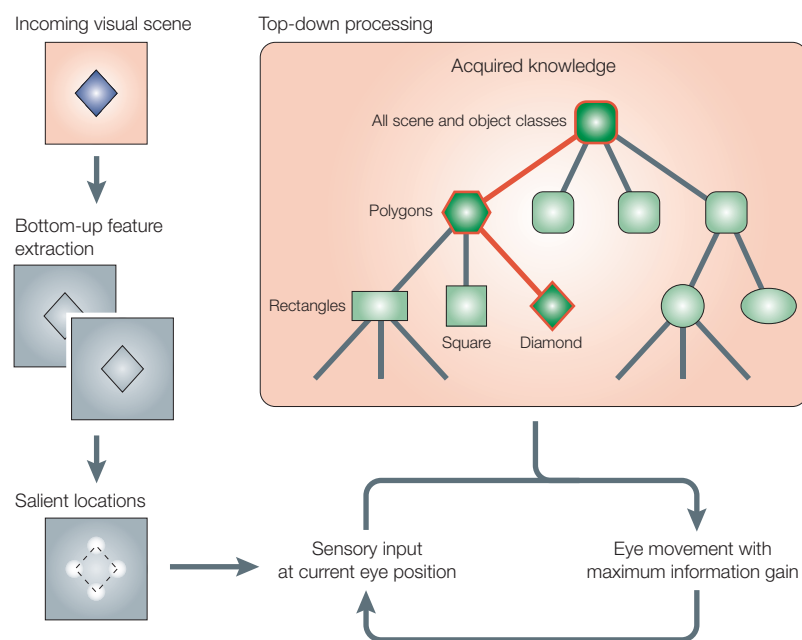 Incoming visual scene
Top-down processing
Acquired knowledge
All scene and object classes
Polygons
Bottom-up feature
extraction
Rectangles
Square
Diamond
Salient locations
Sensory input
at current eye position
Eye movement with
maximum information gain